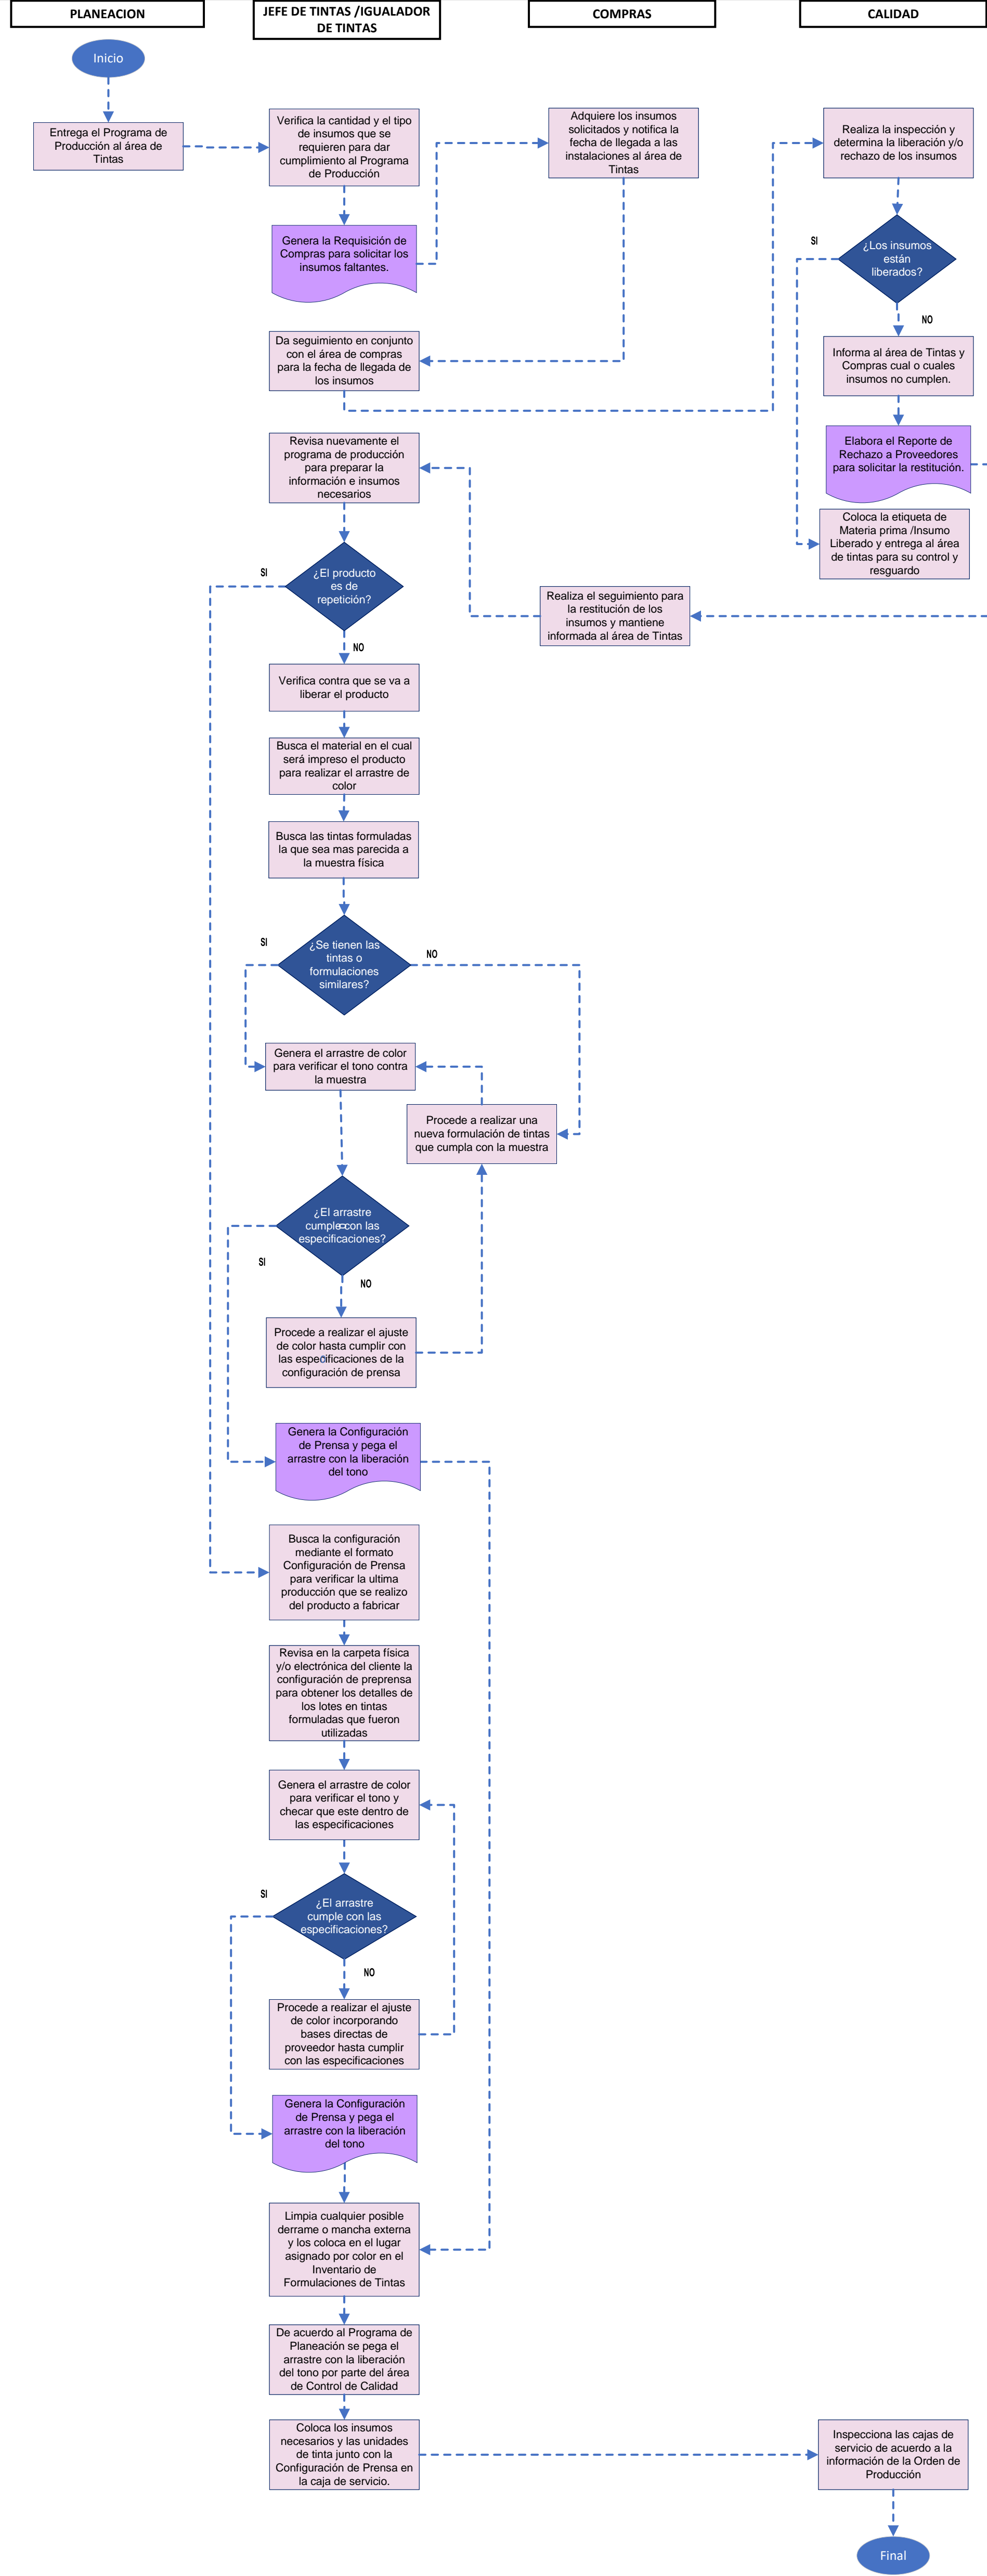 PLANEACION
JEFE DE TINTAS /IGUALADOR
DE TINTAS
COMPRAS
CALIDAD
Inicio
Entrega el Programa de
Producción al área de
Tintas
Verifica la cantidad y el tipo
de insumos que se
requieren para dar
cumplimiento al Programa
de Producción
Adquiere los insumos
solicitados y notifica la
fecha de llegada a las
instalaciones al área de
Tintas
Realiza la inspección y
determina la liberación y/o
rechazo de los insumos
Genera la Requisición de
Compras para solicitar los
insumos faltantes.
SI
¿Los insumos
están
liberados?
NO
Da seguimiento en conjunto
con el área de compras
para la fecha de llegada de
los insumos
Informa al área de Tintas y
Compras cual o cuales
insumos no cumplen.
Elabora el Reporte de
Rechazo a Proveedores
para solicitar la restitución.
Coloca la etiqueta de
Materia prima /Insumo
Liberado y entrega al área
de tintas para su control y
resguardo
Revisa nuevamente el
programa de producción
para preparar la
información e insumos
necesarios
SI
¿El producto
es de
repetición?
NO
Realiza el seguimiento para
la restitución de los
insumos y mantiene
informada al área de Tintas
Verifica contra que se va a
liberar el producto
Busca el material en el cual
será impreso el producto
para realizar el arrastre de
color
Busca las tintas formuladas
la que sea mas parecida a
la muestra física
SI
¿Se tienen las
tintas o
formulaciones
similares?
NO
Genera el arrastre de color
para verificar el tono contra
la muestra
Procede a realizar una
nueva formulación de tintas
que cumpla con la muestra
¿El arrastre
cumple con las
especificaciones?
SI
NO
Procede a realizar el ajuste
de color hasta cumplir con
las especificaciones de la
configuración de prensa
Genera la Configuración
de Prensa y pega el
arrastre con la liberación
del tono
Busca la configuración
mediante el formato
Configuración de Prensa
para verificar la ultima
producción que se realizo
del producto a fabricar
Revisa en la carpeta física
y/o electrónica del cliente la
configuración de preprensa
para obtener los detalles de
los lotes en tintas
formuladas que fueron
utilizadas
Genera el arrastre de color
para verificar el tono y
checar que este dentro de
las especificaciones
SI
¿El arrastre
cumple con las
especificaciones?
NO
Procede a realizar el ajuste
de color incorporando
bases directas de
proveedor hasta cumplir
con las especificaciones
Genera la Configuración
de Prensa y pega el
arrastre con la liberación
del tono
Limpia cualquier posible
derrame o mancha externa
y los coloca en el lugar
asignado por color en el
Inventario de
Formulaciones de Tintas
De acuerdo al Programa de
Planeación se pega el
arrastre con la liberación
del tono por parte del área
de Control de Calidad
Coloca los insumos
necesarios y las unidades
de tinta junto con la
Configuración de Prensa en
la caja de servicio.
Inspecciona las cajas de
servicio de acuerdo a la
información de la Orden de
Producción
Final